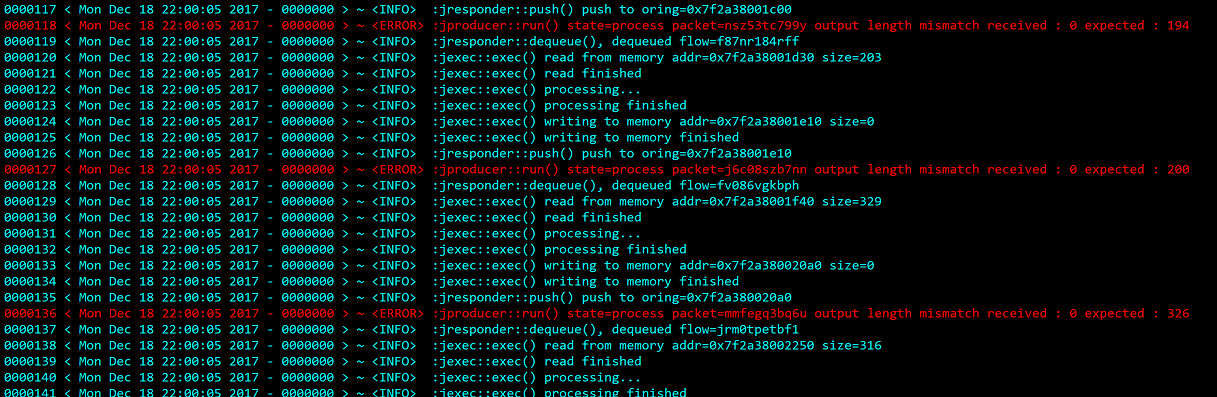 0000117 < Mon Dec 18 22:00:05 2017 - 0000000 > ~ <INFO>  :jresponder::push() push to oring=0x7f2a38001c00
0000118 < Mon Dec 18 22:00:05 2017 - 0000000 > ~ <ERROR> :jproducer::run() state=process packet=nsz53tc799y output length mismatch received : 0 expected : 194
0000119 < Mon Dec 18 22:00:05 2017 - 0000000 > ~ <INFO>  :jresponder::dequeue(), dequeued flow=f87nr184rff
0000120 < Mon Dec 18 22:00:05 2017 - 0000000 > ~ <INFO>  :jexec::exec() read from memory addr=0x7f2a38001d30 size=203
0000121 < Mon Dec 18 22:00:05 2017 - 0000000 > ~ <INFO>  :jexec::exec() read finished
0000122 < Mon Dec 18 22:00:05 2017 - 0000000 > ~ <INFO>  :jexec::exec() processing...
0000123 < Mon Dec 18 22:00:05 2017 - 0000000 > ~ <INFO>  :jexec::exec() processing finished
0000124 < Mon Dec 18 22:00:05 2017 - 0000000 > ~ <INFO>  :jexec::exec() writing to memory addr=0x7f2a38001e10 size=0
0000125 < Mon Dec 18 22:00:05 2017 - 0000000 > ~ <INFO>  :jexec::exec() writing to memory finished
0000126 < Mon Dec 18 22:00:05 2017 - 0000000 > ~ <INFO>  :jresponder::push() push to oring=0x7f2a38001e10
0000127 < Mon Dec 18 22:00:05 2017 - 0000000 > ~ <ERROR> :jproducer::run() state=process packet=j6c08szb7nn output length mismatch received : 0 expected : 200
0000128 < Mon Dec 18 22:00:05 2017 - 0000000 > ~ <INFO>  :jresponder::dequeue(), dequeued flow=fv086vgkbph
0000129 < Mon Dec 18 22:00:05 2017 - 0000000 > ~ <INFO>  :jexec::exec() read from memory addr=0x7f2a38001f40 size=329
0000130 < Mon Dec 18 22:00:05 2017 - 0000000 > ~ <INFO>  :jexec::exec() read finished
0000131 < Mon Dec 18 22:00:05 2017 - 0000000 > ~ <INFO>  :jexec::exec() processing...
0000132 < Mon Dec 18 22:00:05 2017 - 0000000 > ~ <INFO>  :jexec::exec() processing finished
0000133 < Mon Dec 18 22:00:05 2017 - 0000000 > ~ <INFO>  :jexec::exec() writing to memory addr=0x7f2a380020a0 size=0
0000134 < Mon Dec 18 22:00:05 2017 - 0000000 > ~ <INFO>  :jexec::exec() writing to memory finished
0000135 < Mon Dec 18 22:00:05 2017 - 0000000 > ~ <INFO>  :jresponder::push() push to oring=0x7f2a380020a0
0000136 < Mon Dec 18 22:00:05 2017 - 0000000 > ~ <ERROR> :jproducer::run() state=process packet=mmfegq3bq6u output length mismatch received : 0 expected : 326
0000137 < Mon Dec 18 22:00:05 2017 - 0000000 > ~ <INFO>  :jresponder::dequeue(), dequeued flow=jrm0tpetbf1
0000138 < Mon Dec 18 22:00:05 2017 - 0000000 > ~ <INFO>  :jexec::exec() read from memory addr=0x7f2a38002250 size=316
0000139 < Mon Dec 18 22:00:05 2017 - 0000000 > ~ <INFO>  :jexec::exec() read finished
0000140 < Mon Dec 18 22:00:05 2017 - 0000000 > ~ <INFO>  :jexec::exec() processing...
0000141 < Mon Dec 18 22:00:05 2017 - 0000000 > ~ <INFO>  :jexec::exec() processing finished